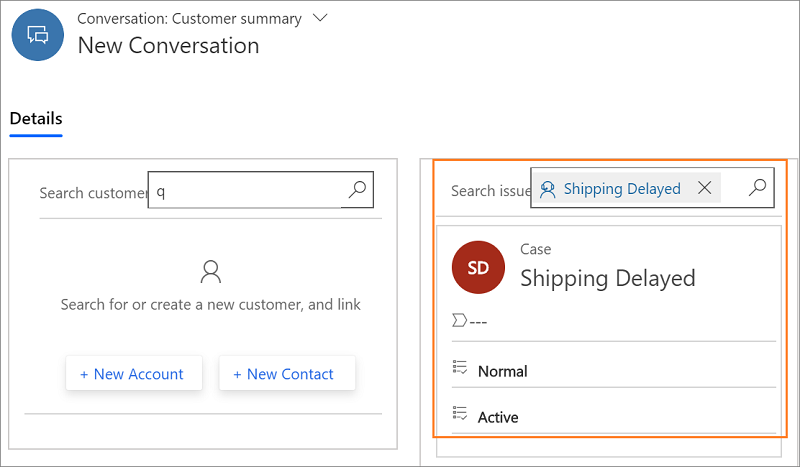 Conversation: Customer summary
New Conversation
Details
Search customer q
Search for or create a new customer, and link
+ New Account + New Contact
Search issue Shipping Delayed
SD
Case
Shipping Delayed
---
Normal
Active